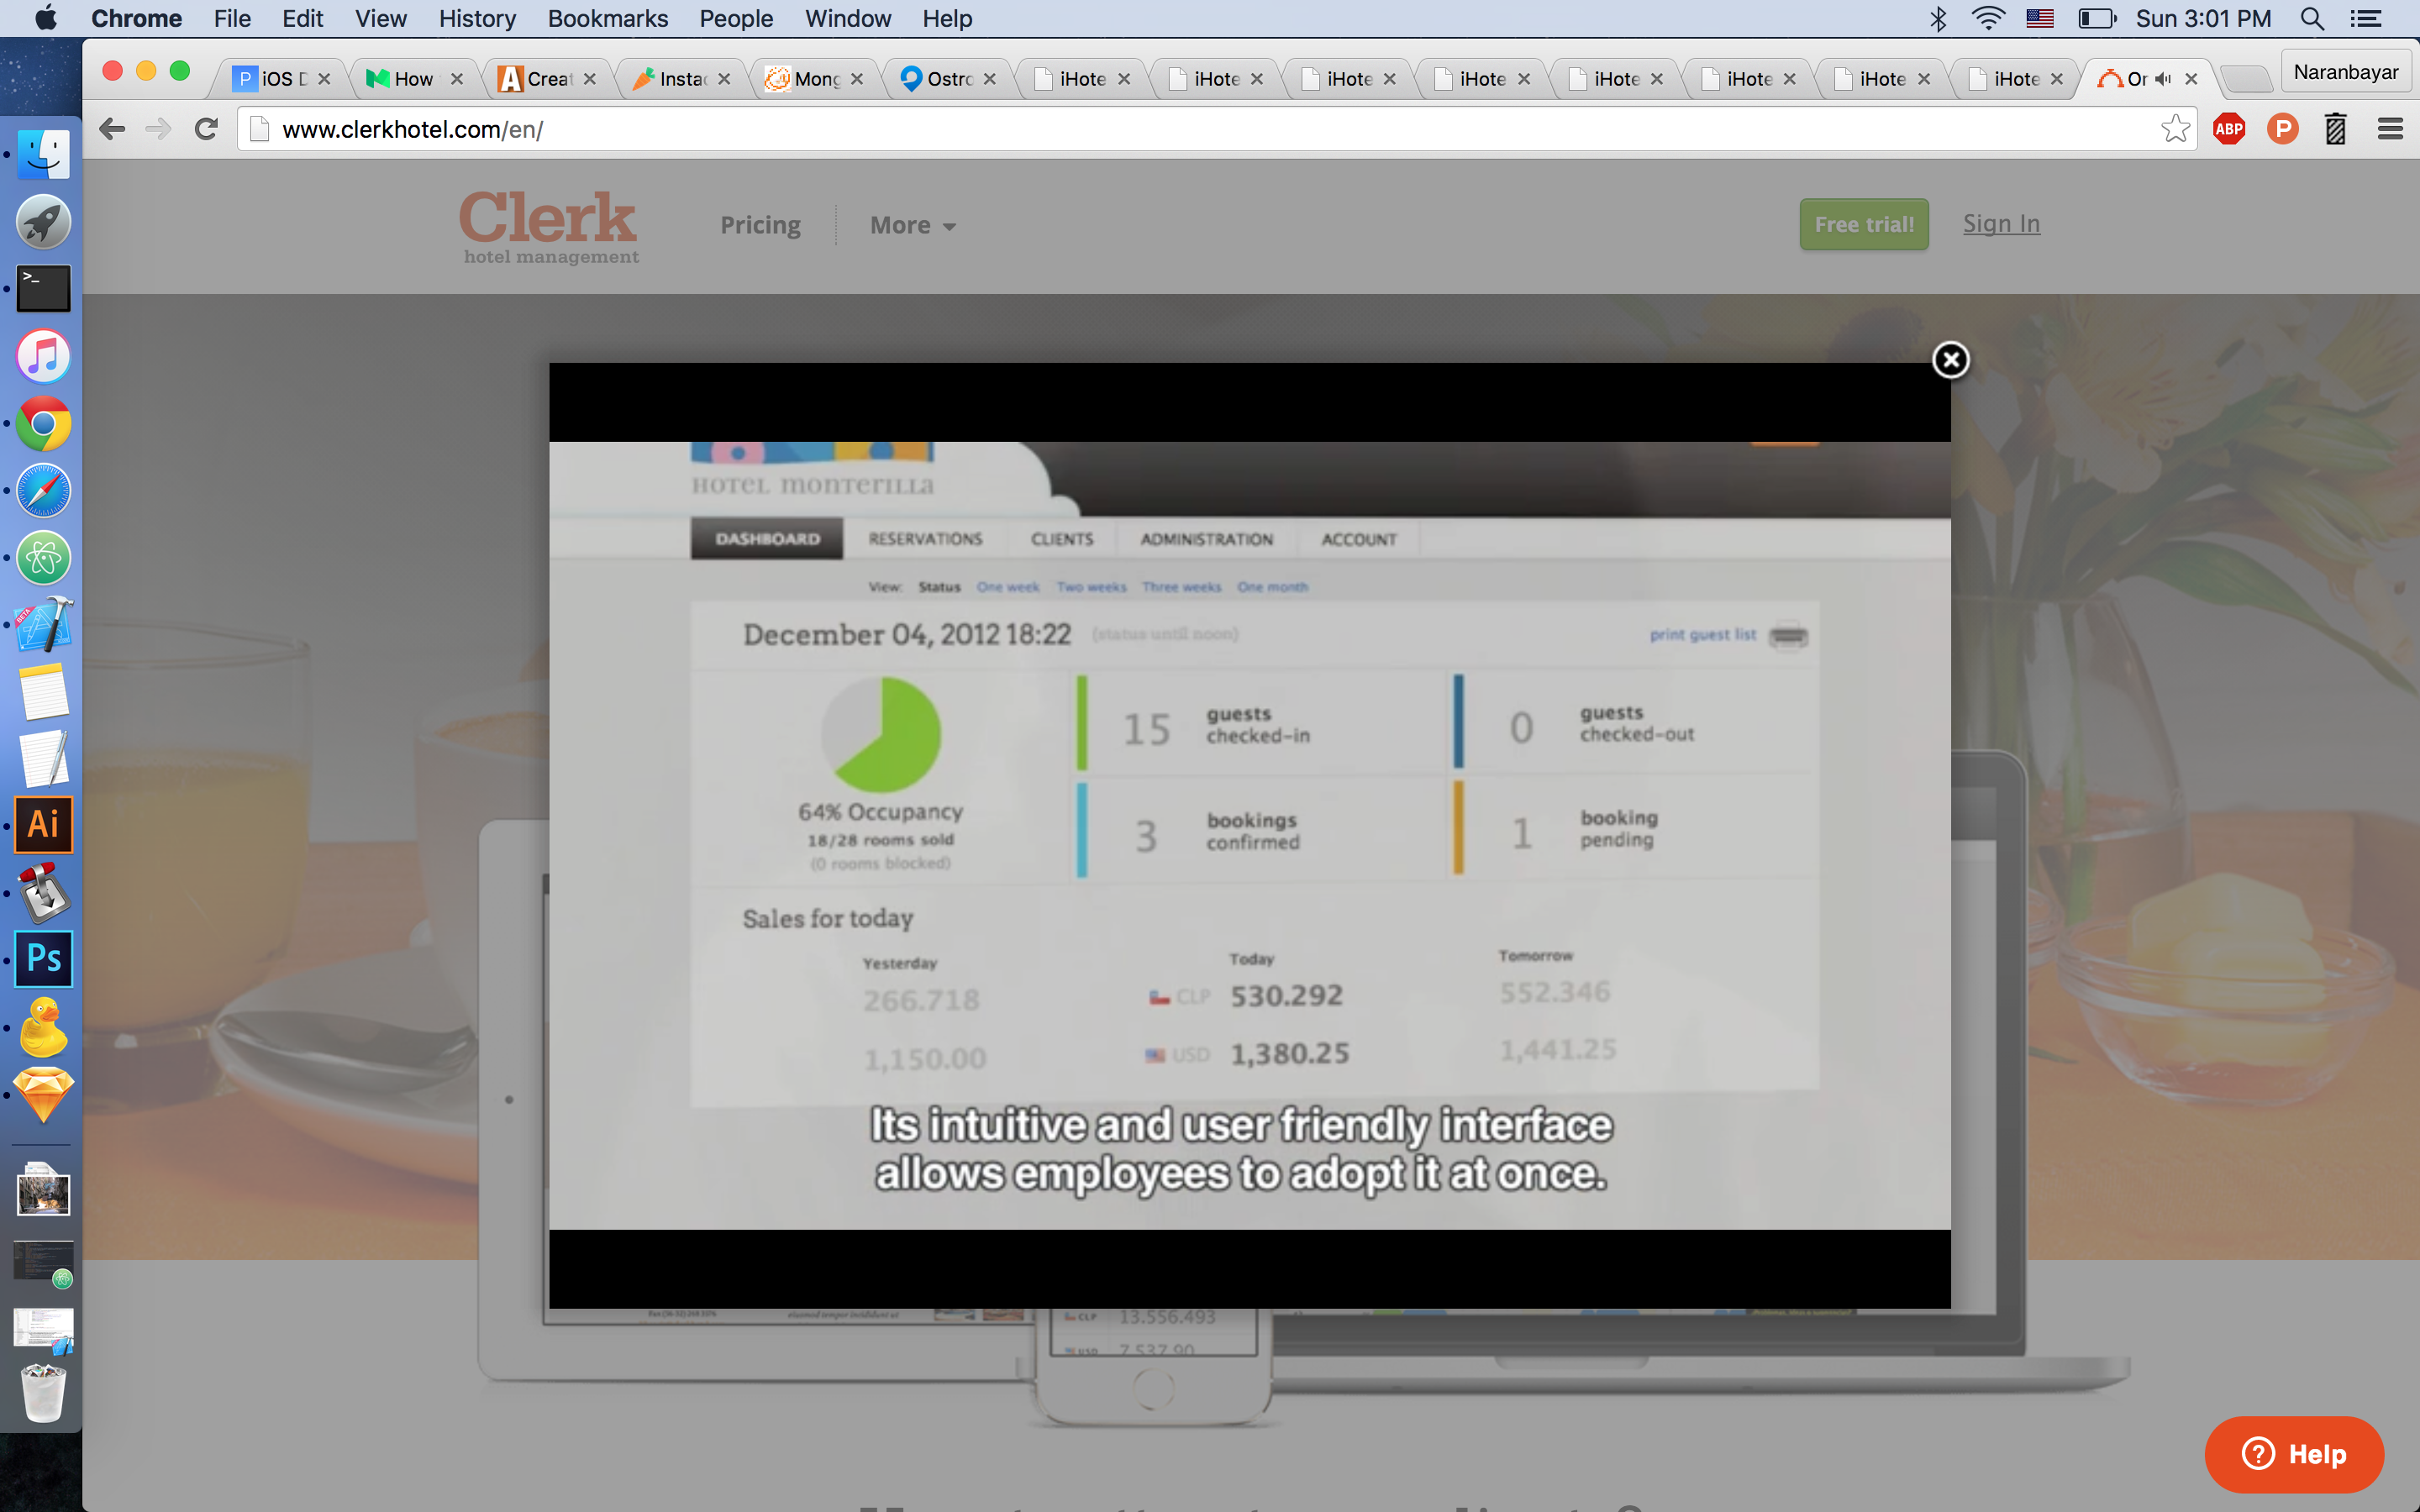 Chrome File Edit View History Bookmarks People Window Help Sun 3:01 PM
iOS D How Creat Insta Mong Ostro iHote iHote iHote iHote iHote iHote iHote iHote Or Naranbayar
www.clerkhotel.com/en/ ABP P
Clerk
hotel management
Pricing More Free trial! Sign In
>_
BETA
Ai
Ps
HOTEL MONTERILLA
DASHBOARD RESERVATIONS CLIENTS ADMINISTRATION ACCOUNT
View: Status One week Two weeks Three weeks One month
December 04, 2012 18:22 (status until noon) print guest list
64% Occupancy
18/28 rooms sold
(0 rooms blocked)
15 guests
checked-in
0 guests
checked-out
3 bookings
confirmed
1 booking
pending
Sales for today
Yesterday Today Tomorrow
266.718 CLP 530.292 552.346
1,150.00 USD 1,380.25 1,441.25
Its intuitive and user friendly interface
allows employees to adopt it at once.
CLP 13.556.493
USD 7.537.90
Help